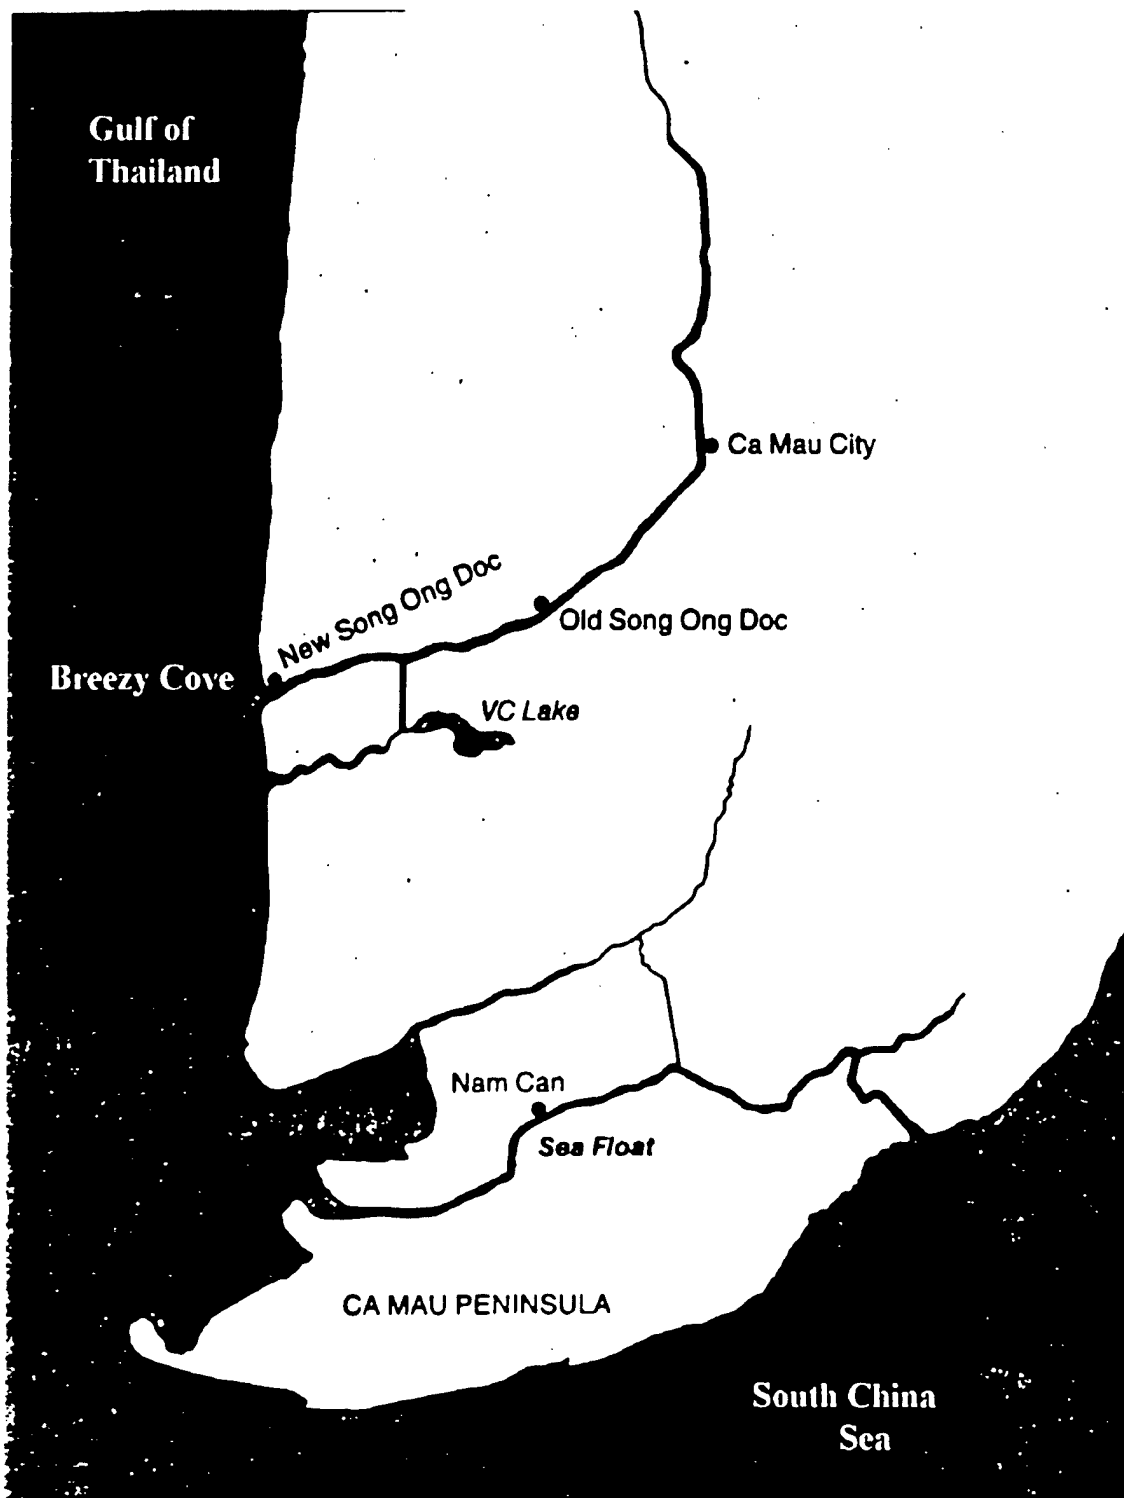 Gulf of
Thailand
Ca Mau City
New Song Ong Doc
Old Song Ong Doc
Breezy Cove
VC Lake
Nam Can
Sea Float
CA MAU PENINSULA
South China
Sea